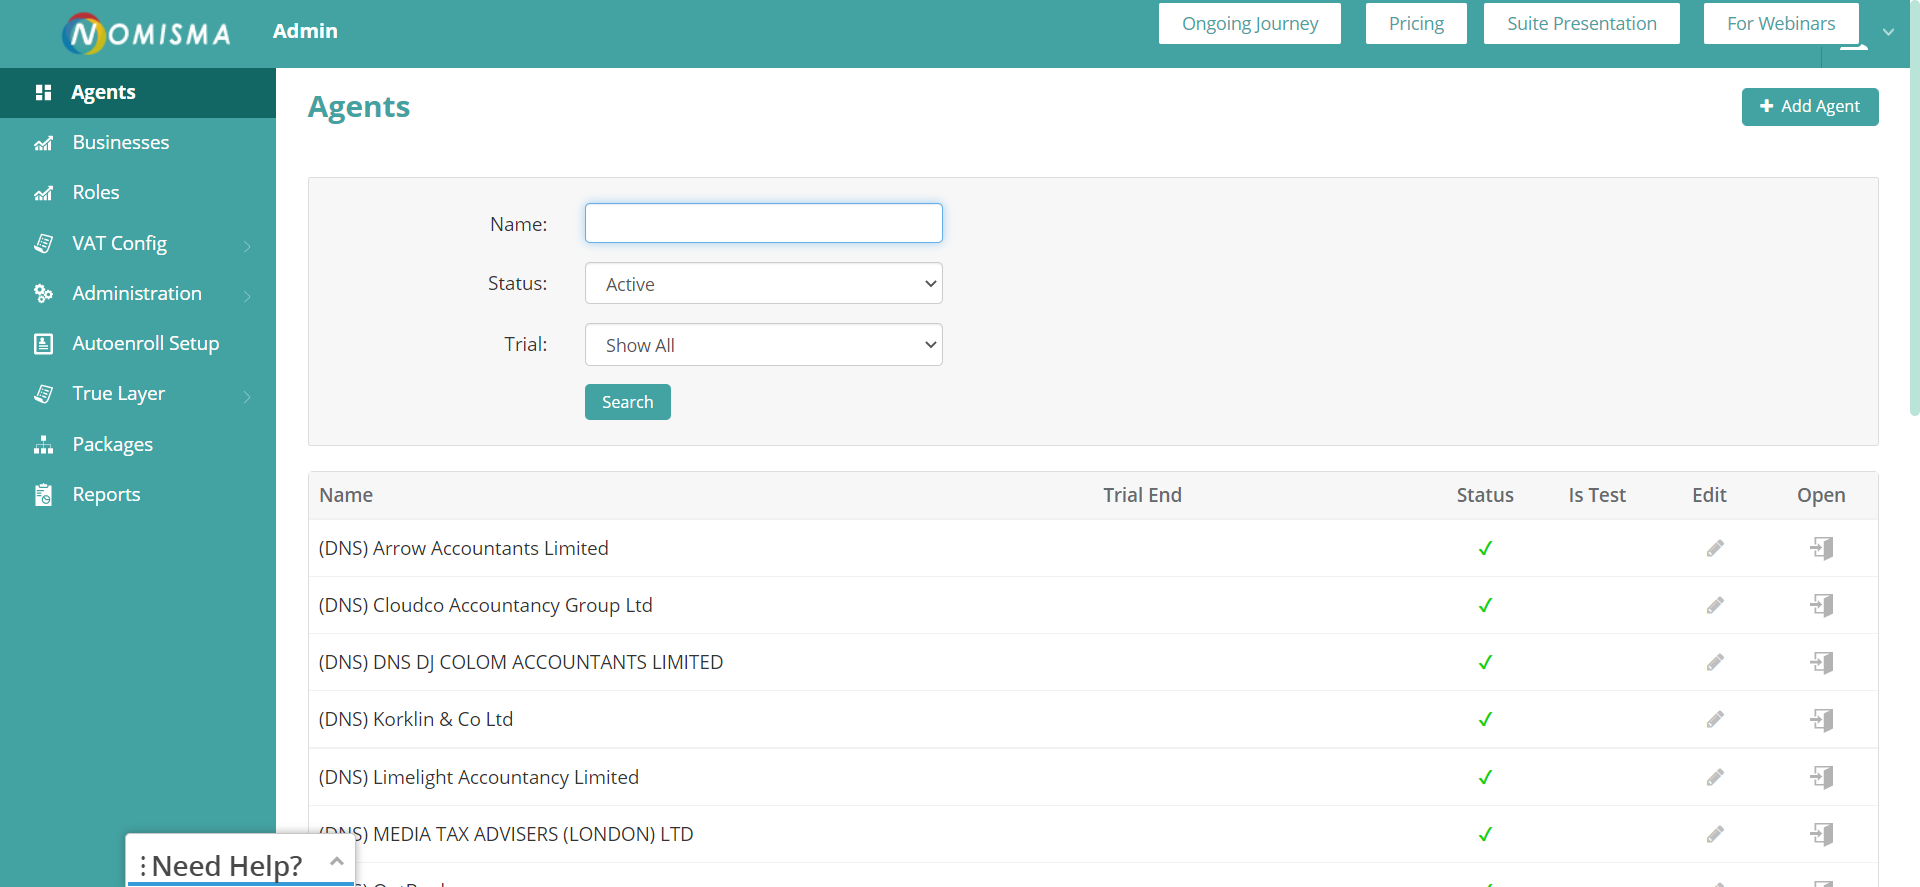 NOMISMA
Admin
Ongoing Journey
Pricing
Suite Presentation
For Webinars
Agents
Businesses
Roles
VAT Config
Administration
Autoenroll Setup
True Layer
Packages
Reports
Agents
Add Agent
Name:
Status: Active
Trial: Show All
Search
Name Trial End Status Is Test Edit Open
(DNS) Arrow Accountants Limited
(DNS) Cloudco Accountancy Group Ltd
(DNS) DNS DJ COLOM ACCOUNTANTS LIMITED
(DNS) Korklin & Co Ltd
(DNS) Limelight Accountancy Limited
(DNS) MEDIA TAX ADVISERS (LONDON) LTD
Need Help?